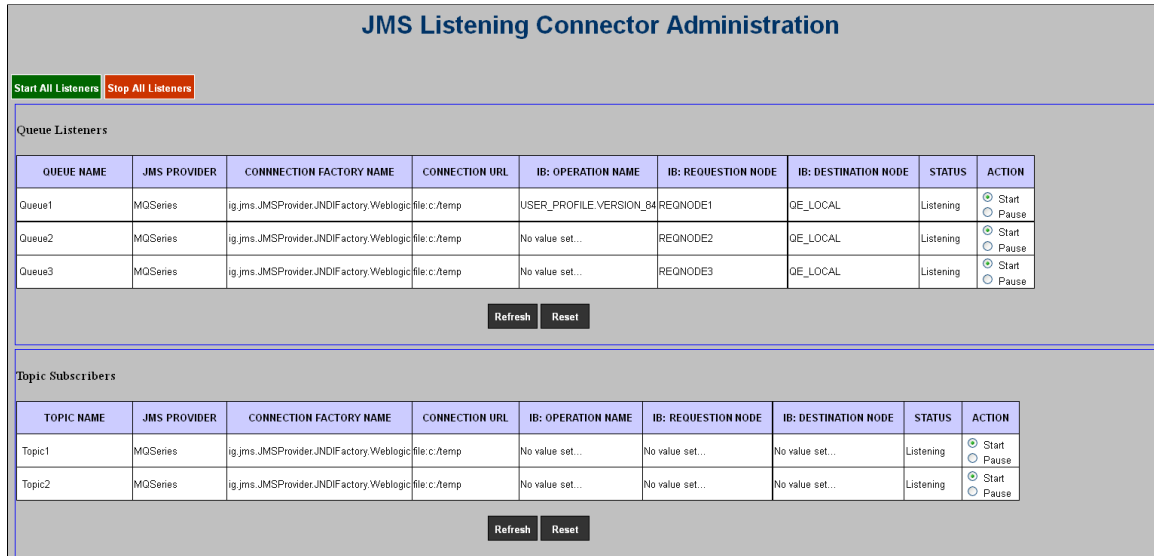 JMS Listening Connector Administration
Start All Listeners Stop All Listeners
Queue Listeners
QUEUE NAME JMS PROVIDER CONNNECTION FACTORY NAME CONNECTION URL IB: OPERATION NAME IB: REQUESTION NODE IB: DESTINATION NODE STATUS ACTION
Queue1 MQSeries ig.jms.JMSProvider.JNDIFactory.Weblogic file:c:/temp USER_PROFILE.VERSION_84 REQNODE1 QE_LOCAL Listening Start
Pause
Queue2 MQSeries ig.jms.JMSProvider.JNDIFactory.Weblogic file:c:/temp No value set... REQNODE2 QE_LOCAL Listening Start
Pause
Queue3 MQSeries ig.jms.JMSProvider.JNDIFactory.Weblogic file:c:/temp No value set... REQNODE3 QE_LOCAL Listening Start
Pause
Refresh Reset
Topic Subscribers
TOPIC NAME JMS PROVIDER CONNECTION FACTORY NAME CONNECTION URL IB: OPERATION NAME IB: REQUESTION NODE IB: DESTINATION NODE STATUS ACTION
Topic1 MQSeries ig.jms.JMSProvider.JNDIFactory.Weblogic file:c:/temp No value set... No value set... No value set... Listening Start
Pause
Topic2 MQSeries ig.jms.JMSProvider.JNDIFactory.Weblogic file:c:/temp No value set... No value set... No value set... Listening Start
Pause
Refresh Reset